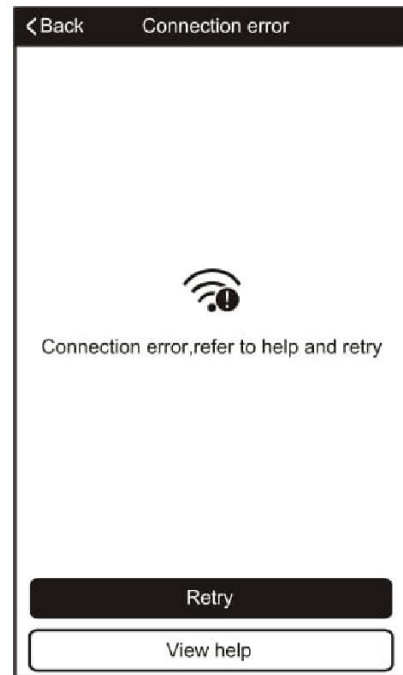 Back
Connection error
Connection error,refer to help and retry
Retry
View help